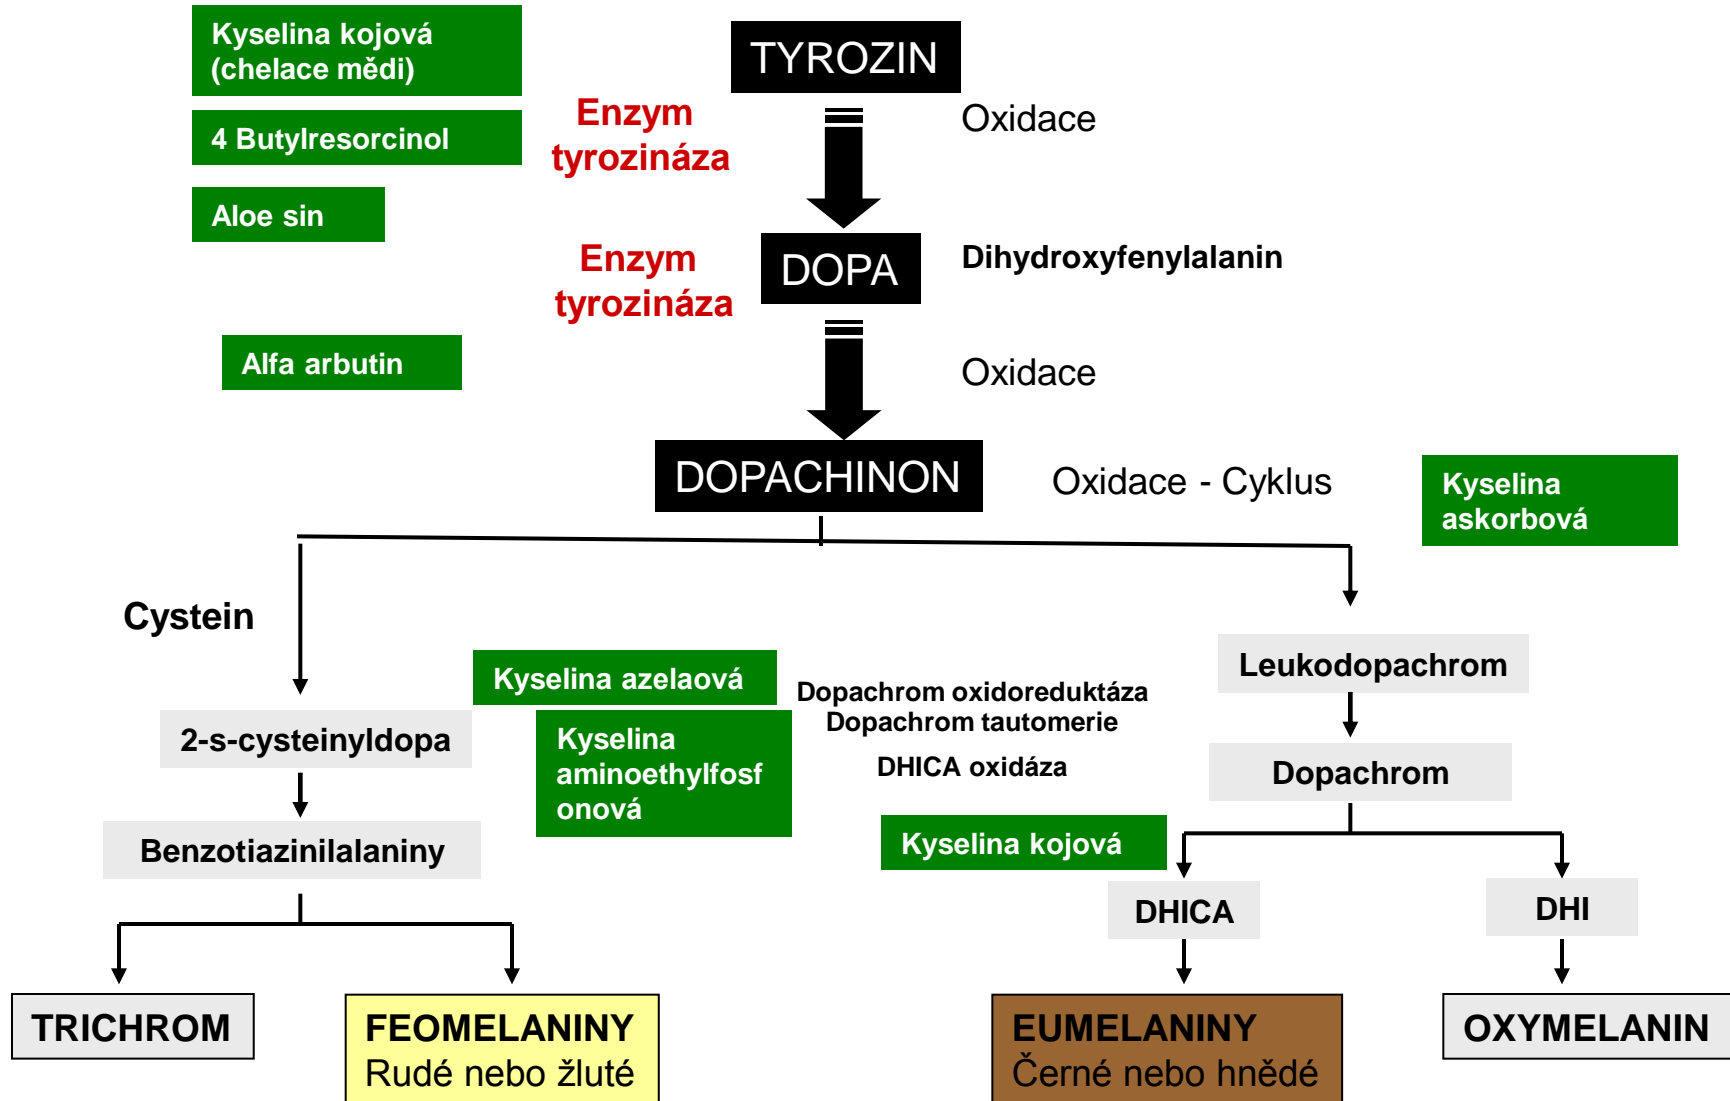 Kyselina kojová
(chelace mědi)
TYROZIN
Enzym
tyrozináza
Oxidace
4 Butylresorcinol
Aloe sin
Enzym
tyrozináza
DOPA
Dihydroxyfenylalanin
Alfa arbutin
Oxidace
DOPACHINON
Oxidace - Cyklus
Kyselina
askorbová
Cystein
Leukodopachrom
Kyselina azelaová
Dopachrom oxidoreduktáza
Dopachrom tautomerie
DHICA oxidáza
2-s-cysteinyldopa
Kyselina
aminoethylfosf
onová
Dopachrom
Benzotiazinilalaniny
Kyselina kojová
DHICA
DHI
TRICHROM
FEOMELANINY
Rudé nebo žluté
EUMELANINY
Černé nebo hnědé
OXYMELANIN